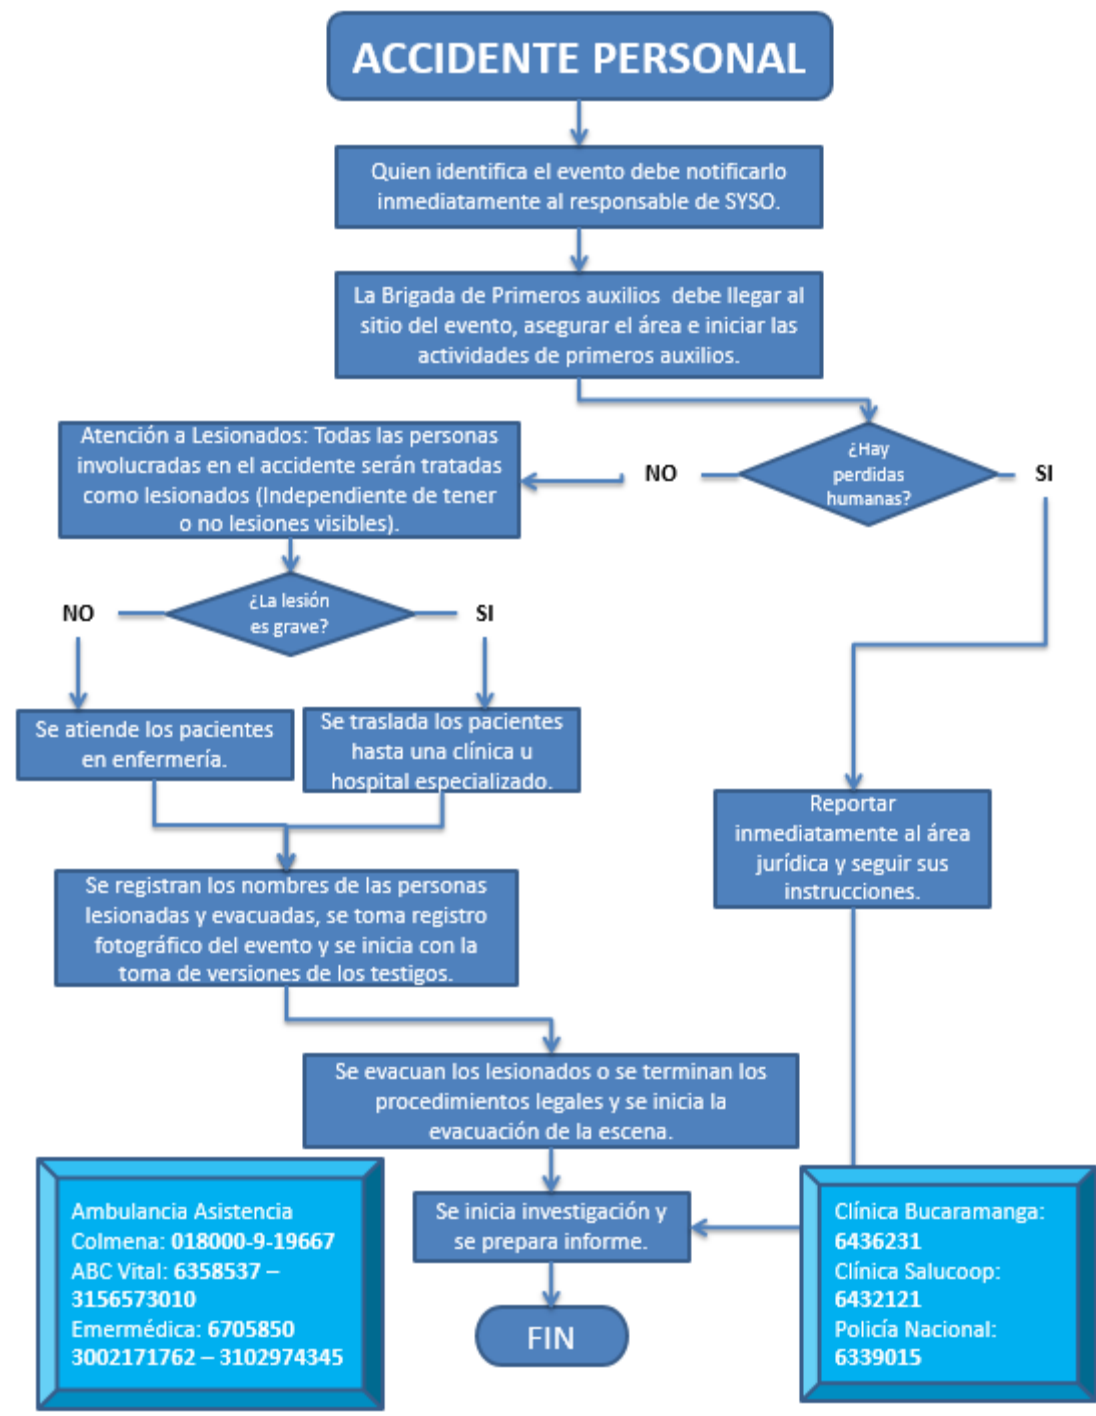 ACCIDENTE PERSONAL
Quien identifica el evento debe notificarlo
inmediatamente al responsable de SYSO.
La Brigada de Primeros auxilios  debe llegar al
sitio del evento, asegurar el área e iniciar las
actividades de primeros auxilios.
¿Hay
perdidas
humanas?
NO
SI
Atención a Lesionados: Todas las personas
involucradas en el accidente serán tratadas
como lesionados (Independiente de tener
o no lesiones visibles).
¿La lesión
es grave?
NO
SI
Se atiende los pacientes
en enfermería.
Se traslada los pacientes
hasta una clínica u
hospital especializado.
Reportar
inmediatamente al área
jurídica y seguir sus
instrucciones.
Se registran los nombres de las personas
lesionadas y evacuadas, se toma registro
fotográfico del evento y se inicia con la
toma de versiones de los testigos.
Se evacuan los lesionados o se terminan los
procedimientos legales y se inicia la
evacuación de la escena.
Se inicia investigación y
se prepara informe.
FIN
Ambulancia Asistencia
Colmena: 018000-9-19667
ABC Vital: 6358537 –
3156573010
Emermédica: 6705850
3002171762 – 3102974345
Clínica Bucaramanga:
6436231
Clínica Salucoop:
6432121
Policía Nacional:
6339015